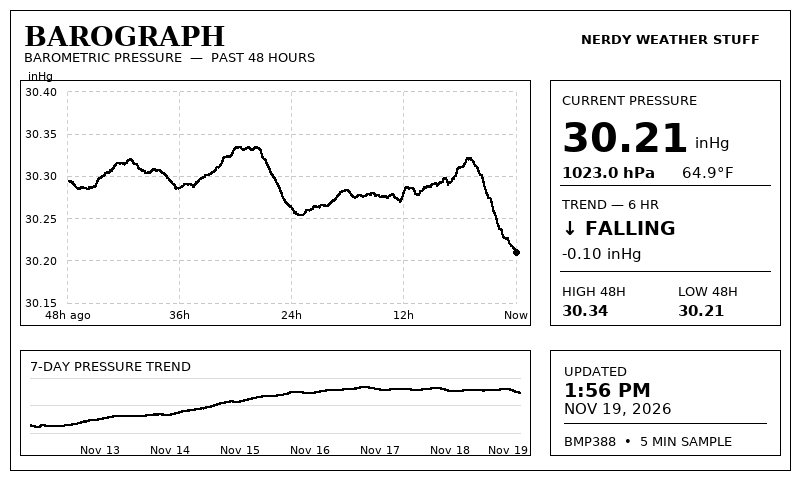 BAROGRAPH
BAROMETRIC PRESSURE — PAST 48 HOURS
NERDY WEATHER STUFF
inHg
30.40
30.35
30.30
30.25
30.20
30.15
48h ago 36h 24h 12h Now
CURRENT PRESSURE
30.21 inHg
1023.0 hPa 64.9°F
TREND — 6 HR
↓ FALLING
-0.10 inHg
HIGH 48H LOW 48H
30.34 30.21
7-DAY PRESSURE TREND
Nov 13 Nov 14 Nov 15 Nov 16 Nov 17 Nov 18 Nov 19
UPDATED
1:56 PM
NOV 19, 2026
BMP388 • 5 MIN SAMPLE